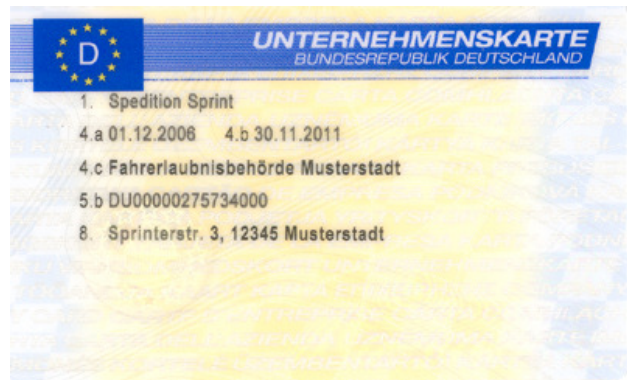 D
UNTERNEHMENSKARTE
BUNDESREPUBLIK DEUTSCHLAND
1. Spedition Sprint
4.a 01.12.2006 4.b 30.11.2011
4.c Fahrerlaubnisbehörde Musterstadt
5.b DU00000275734000
8. Sprinterstr. 3, 12345 Musterstadt